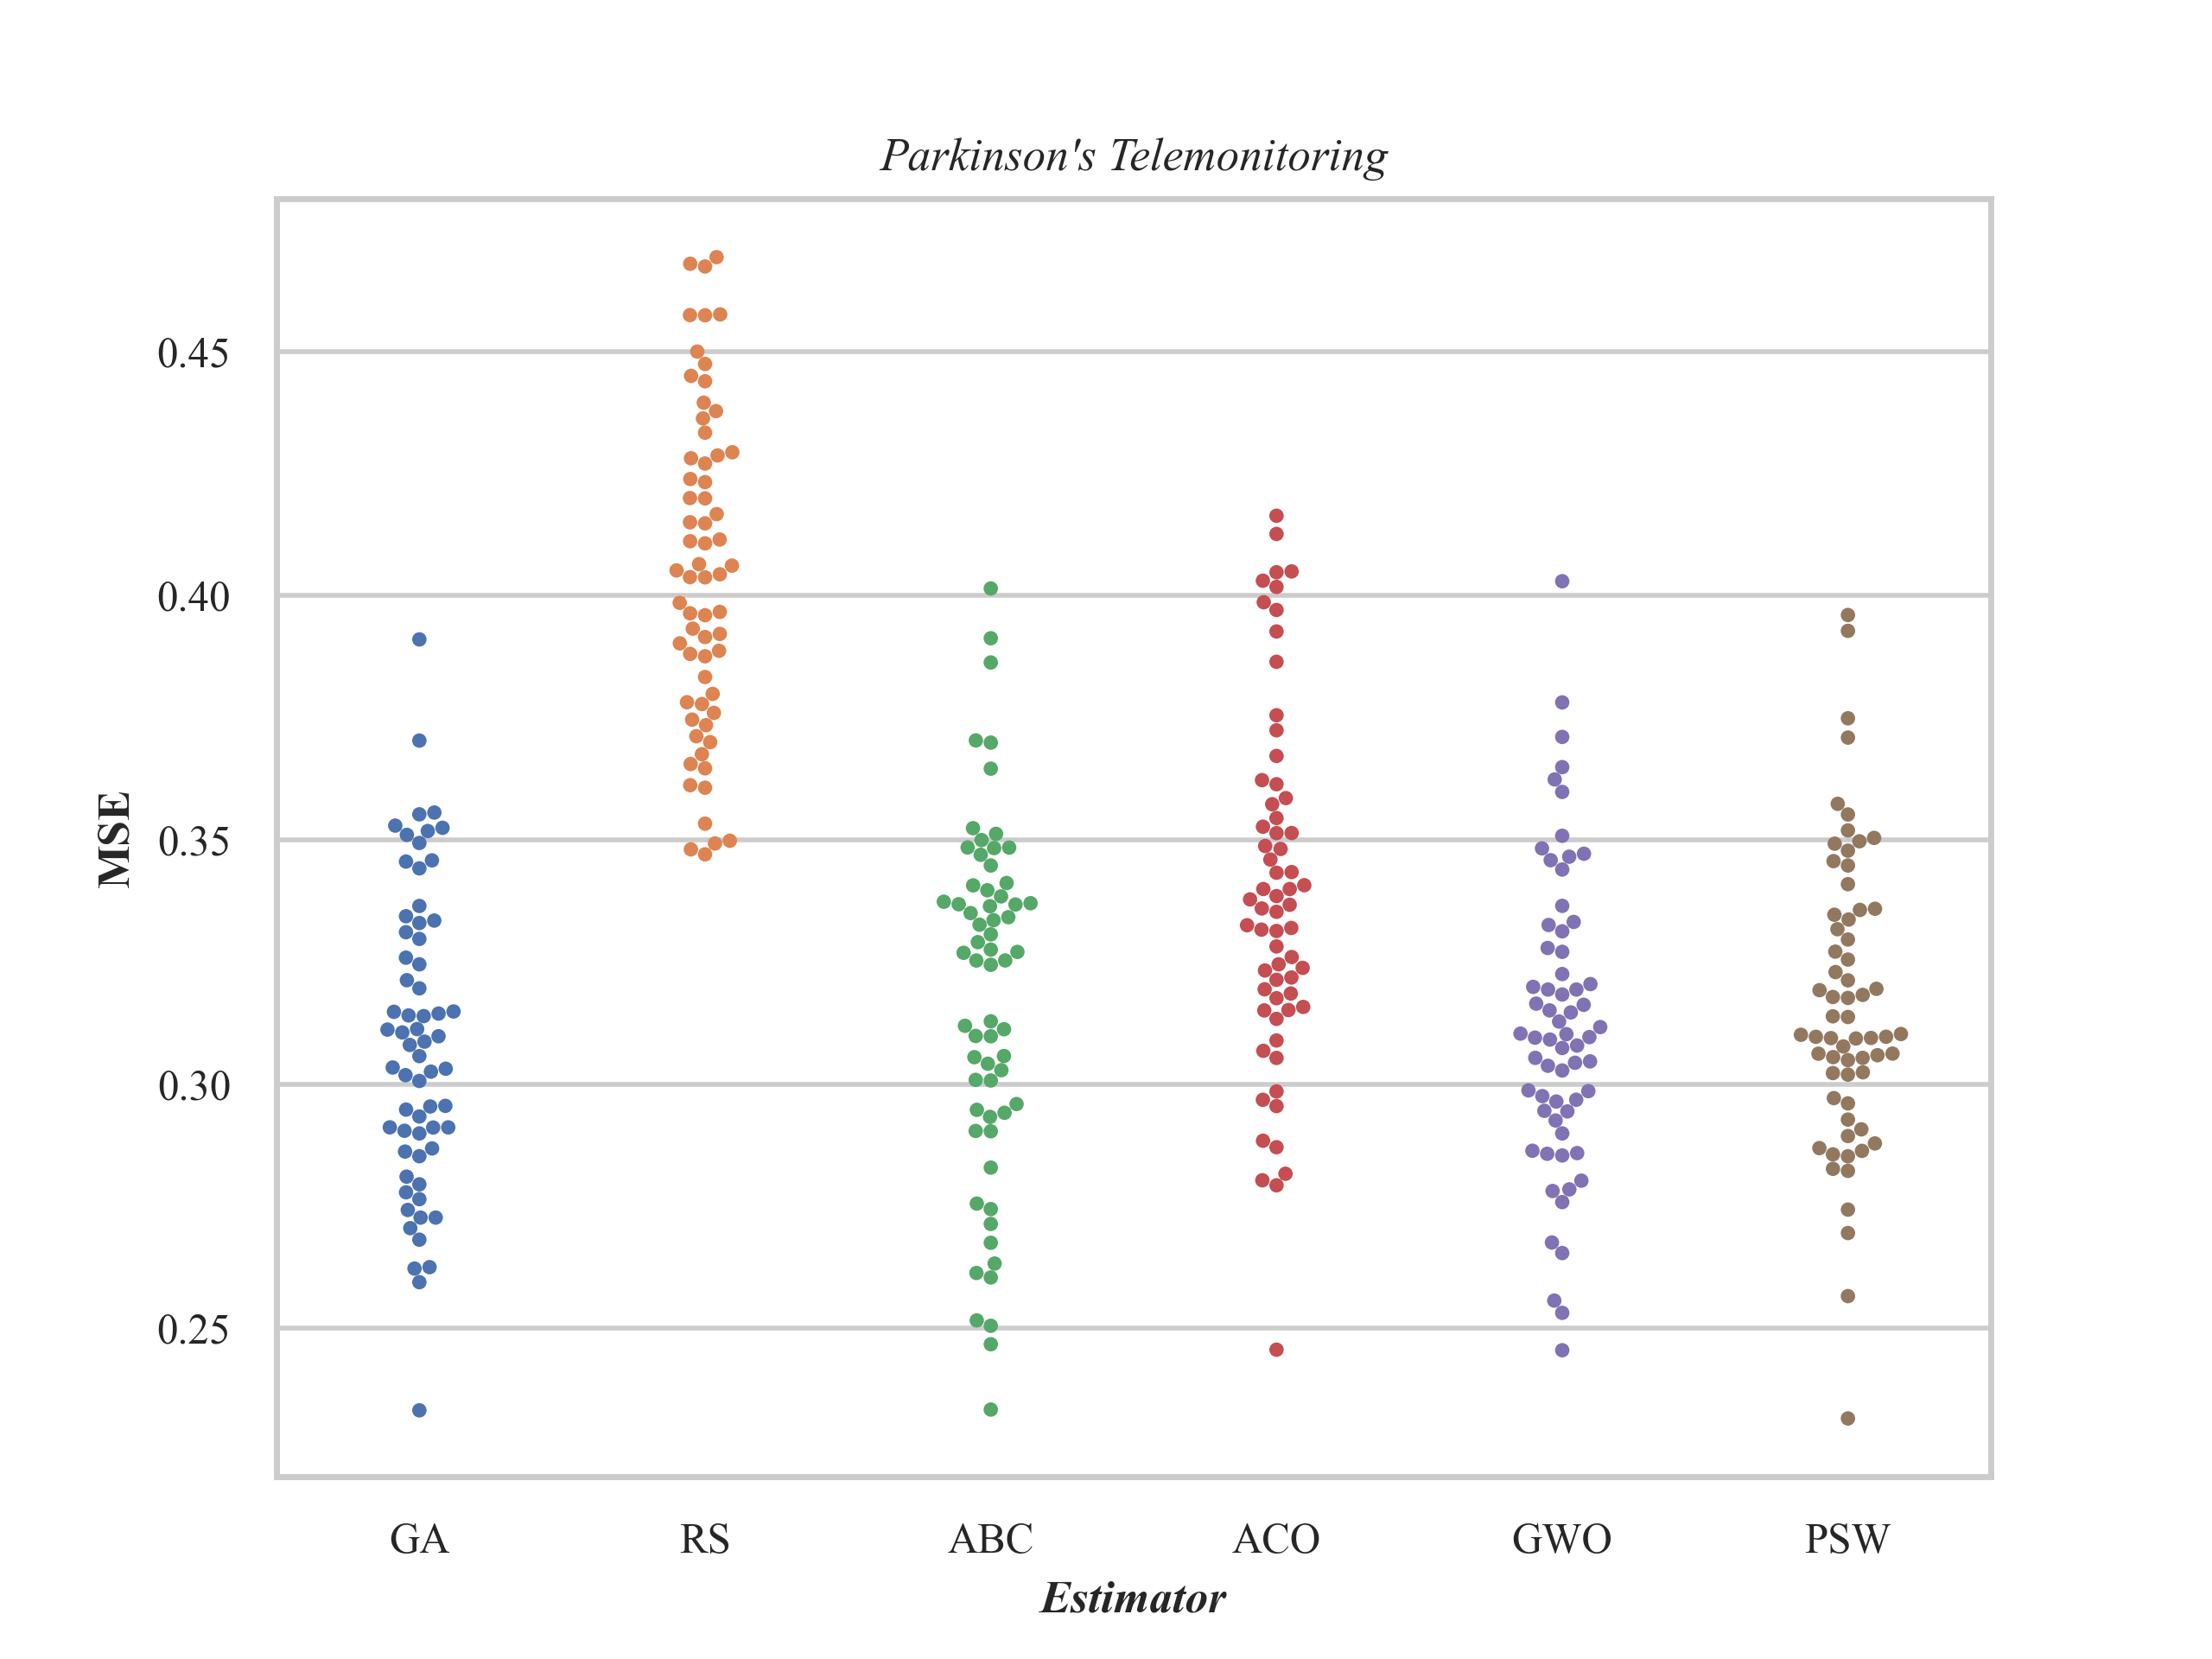 Parkinson's Telemonitoring
0.45
0.40
0.35
0.30
0.25
MSE
GA RS ABC ACO GWO PSW
Estimator